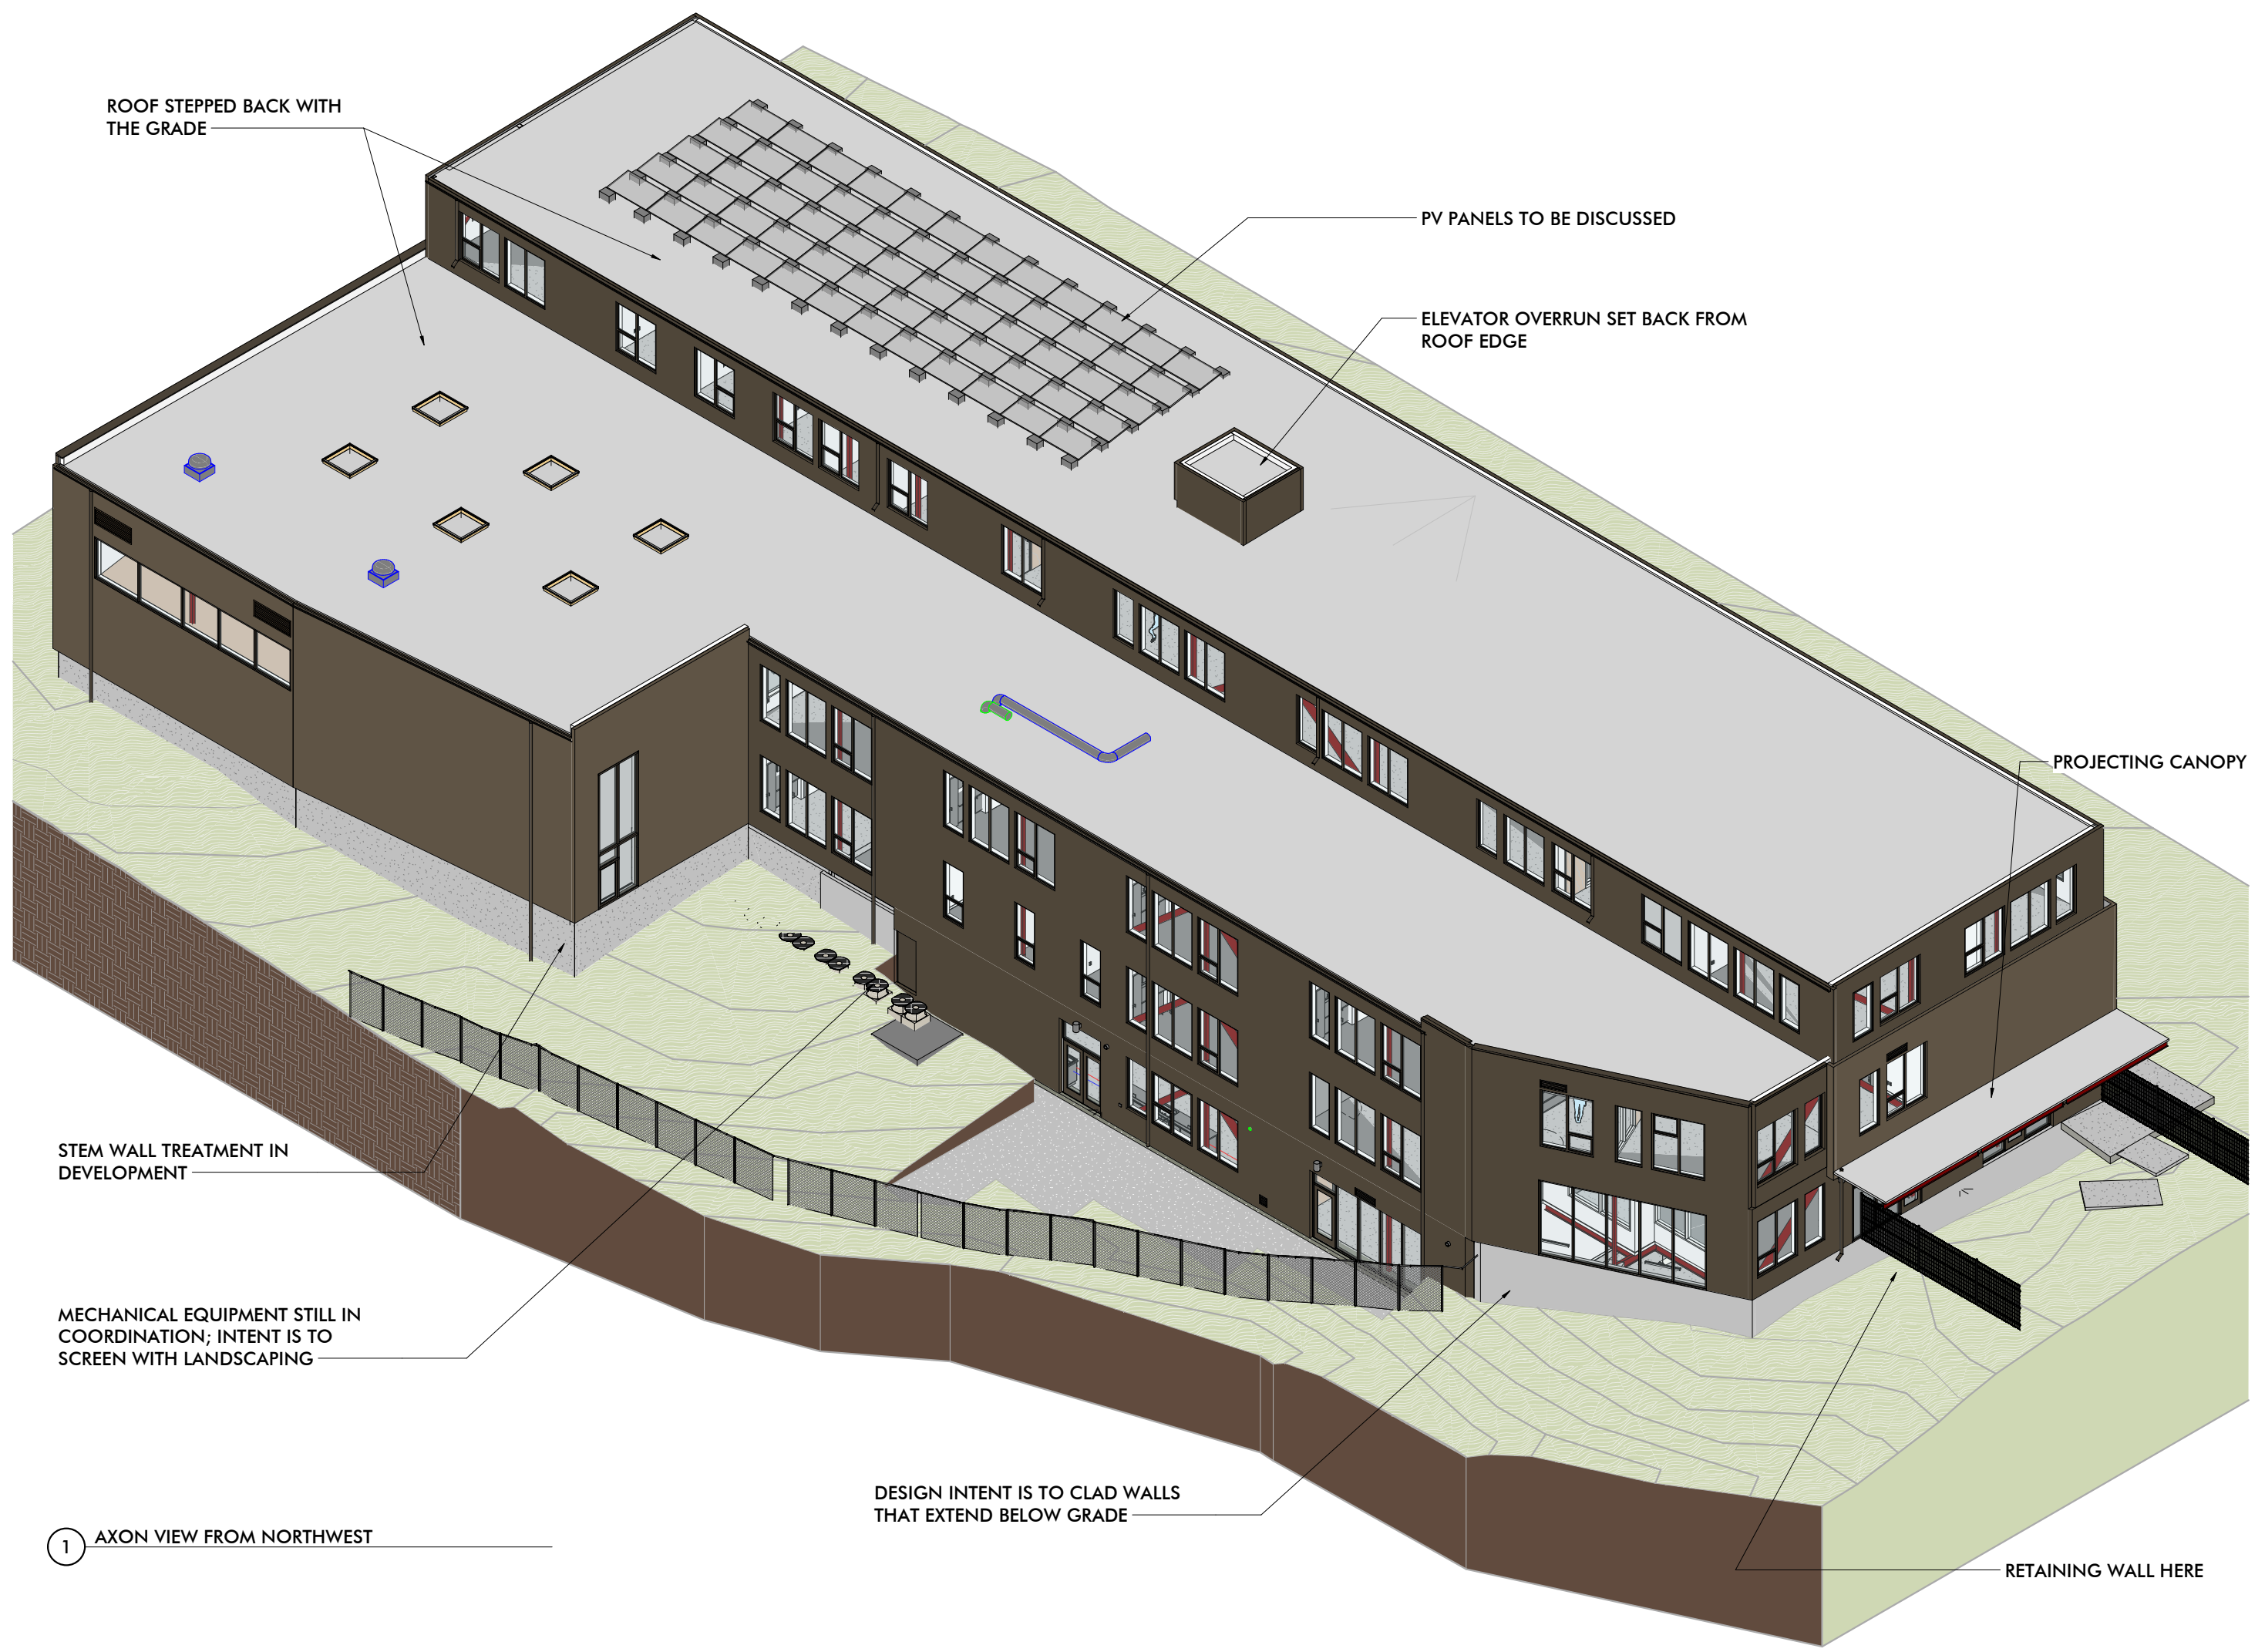 ROOF STEPPED BACK WITH
THE GRADE
PV PANELS TO BE DISCUSSED
ELEVATOR OVERRUN SET BACK FROM
ROOF EDGE
PROJECTING CANOPY
STEM WALL TREATMENT IN
DEVELOPMENT
MECHANICAL EQUIPMENT STILL IN
COORDINATION; INTENT IS TO
SCREEN WITH LANDSCAPING
DESIGN INTENT IS TO CLAD WALLS
THAT EXTEND BELOW GRADE
RETAINING WALL HERE
1 AXON VIEW FROM NORTHWEST